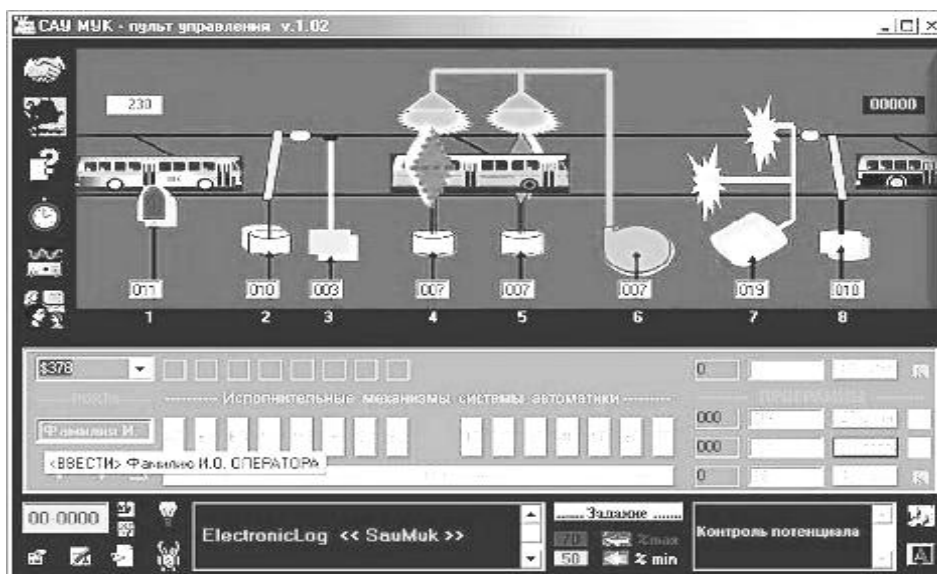 САУ МУК - пульт управления v.1.02
230
00000
011
010
003
007
007
007
019
010
1 2 3 4 5 6 7 8
$378
0
Исполнительные механизмы системы автоматики
000
Фамилия И.
000
<ВВЕСТИ> Фамилию И.О. ОПЕРАТОРА
0
00-0000
ElectronicLog << SauMuk >>
...... Задание ......
70 % max
50 % min
Контроль потенциала